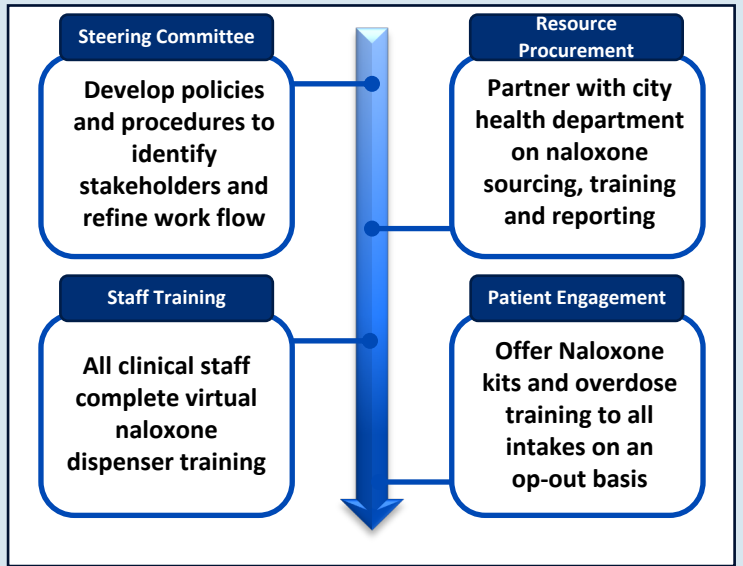 Steering Committee
Develop policies
and procedures to
identify
stakeholders and
refine work flow
Resource
Procurement
Partner with city
health department
on naloxone
sourcing, training
and reporting
Staff Training
All clinical staff
complete virtual
naloxone
dispenser training
Patient Engagement
Offer Naloxone
kits and overdose
training to all
intakes on an
op-out basis